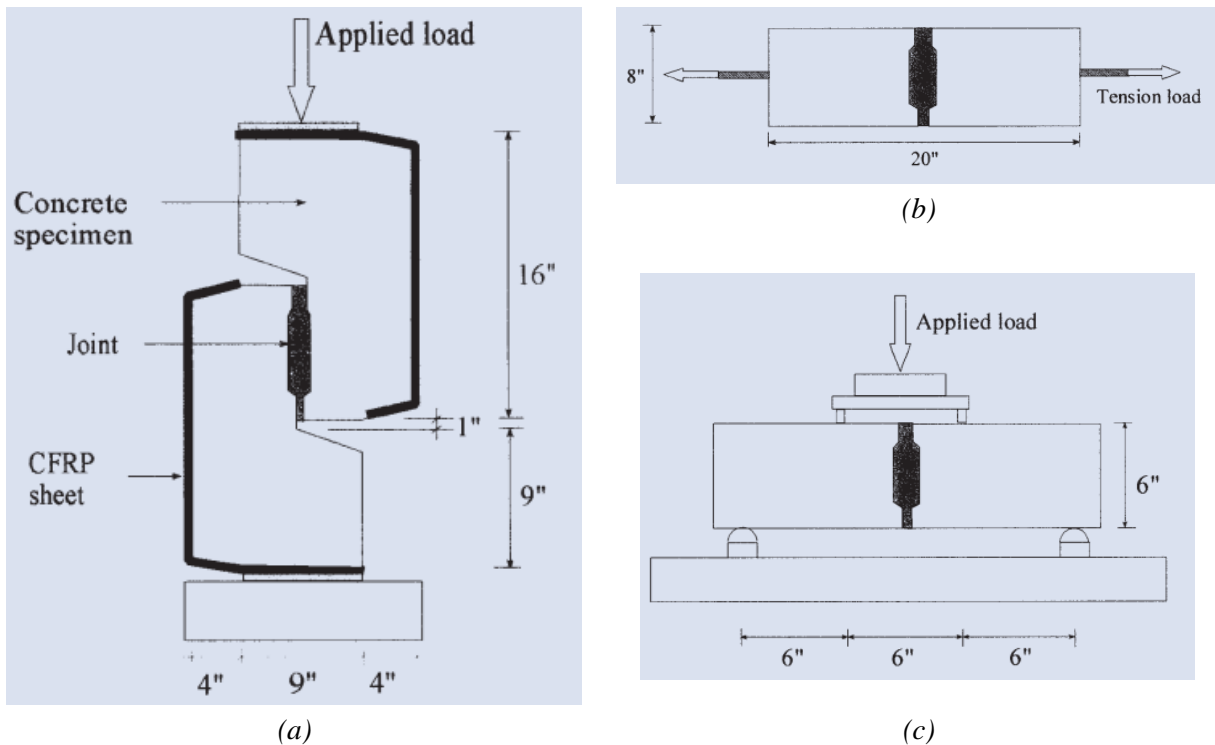 Applied load
Concrete
specimen
16"
Joint
1"
CFRP
sheet
9"
4"
9"
4"
(a)
8"
Tension load
20"
(b)
Applied load
6"
6"
6"
6"
(c)